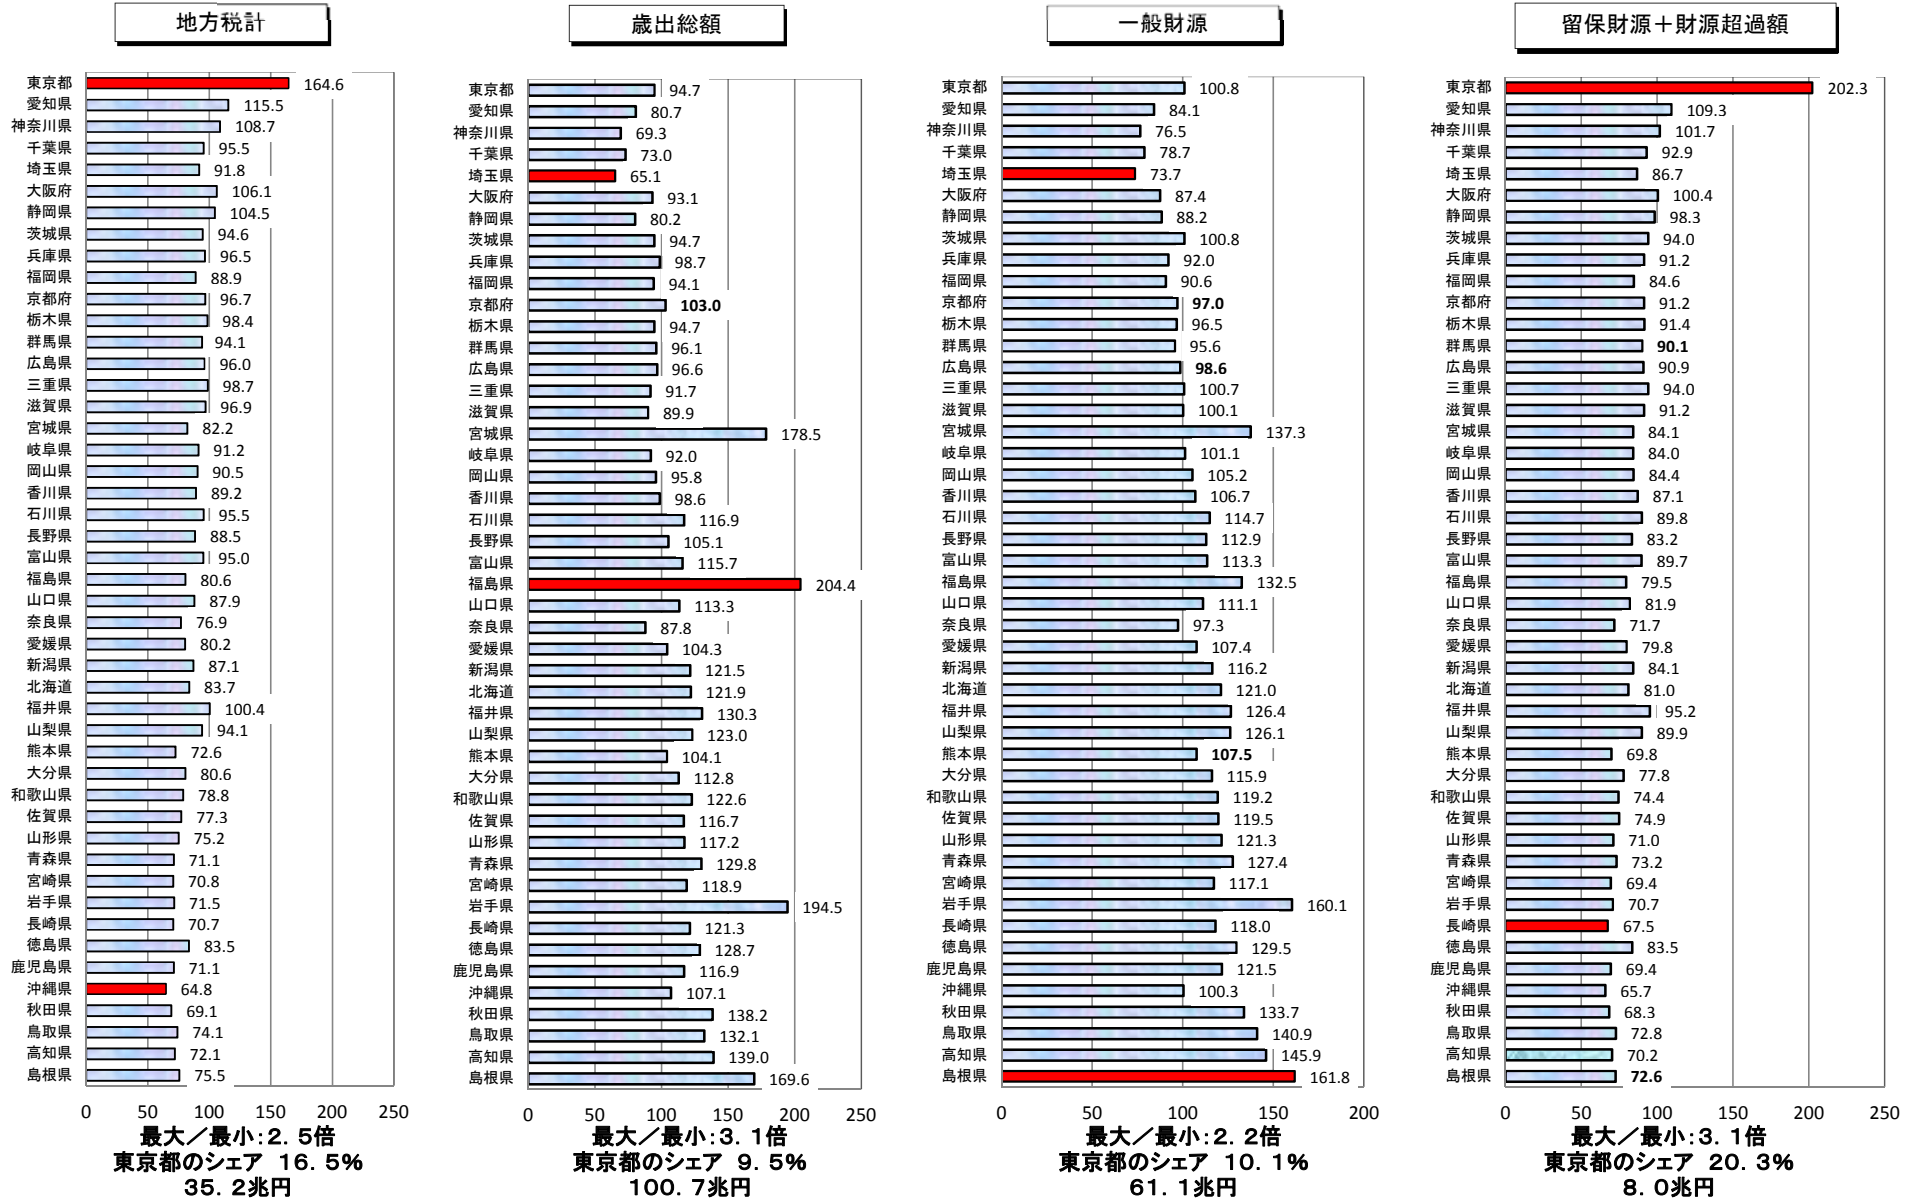 地方税計
東京都 164.6
愛知県 115.5
神奈川県 108.7
千葉県 95.5
埼玉県 91.8
大阪府 106.1
静岡県 104.5
茨城県 94.6
兵庫県 96.5
福岡県 88.9
京都府 96.7
栃木県 98.4
群馬県 94.1
広島県 96.0
三重県 98.7
滋賀県 96.9
宮城県 82.2
岐阜県 91.2
岡山県 90.5
香川県 89.2
石川県 95.5
長野県 88.5
富山県 95.0
福島県 80.6
山口県 87.9
奈良県 76.9
愛媛県 80.2
新潟県 87.1
北海道 83.7
福井県 100.4
山梨県 94.1
熊本県 72.6
大分県 80.6
和歌山県 78.8
佐賀県 77.3
山形県 75.2
青森県 71.1
宮崎県 70.8
岩手県 71.5
長崎県 70.7
徳島県 83.5
鹿児島県 71.1
沖縄県 64.8
秋田県 69.1
鳥取県 74.1
高知県 72.1
島根県 75.5
0 50 100 150 200 250
最大／最小：2．5倍
東京都のシェア 16．5％
35．2兆円
歳出総額
東京都 94.7
愛知県 80.7
神奈川県 69.3
千葉県 73.0
埼玉県 65.1
大阪府 93.1
静岡県 80.2
茨城県 94.7
兵庫県 98.7
福岡県 94.1
京都府 103.0
栃木県 94.7
群馬県 96.1
広島県 96.6
三重県 91.7
滋賀県 89.9
宮城県 178.5
岐阜県 92.0
岡山県 95.8
香川県 98.6
石川県 116.9
長野県 105.1
富山県 115.7
福島県 204.4
山口県 113.3
奈良県 87.8
愛媛県 104.3
新潟県 121.5
北海道 121.9
福井県 130.3
山梨県 123.0
熊本県 104.1
大分県 112.8
和歌山県 122.6
佐賀県 116.7
山形県 117.2
青森県 129.8
宮崎県 118.9
岩手県 194.5
長崎県 121.3
徳島県 128.7
鹿児島県 116.9
沖縄県 107.1
秋田県 138.2
鳥取県 132.1
高知県 139.0
島根県 169.6
0 50 100 150 200 250
最大／最小：3．1倍
東京都のシェア 9．5％
100．7兆円
一般財源
東京都 100.8
愛知県 84.1
神奈川県 76.5
千葉県 78.7
埼玉県 73.7
大阪府 87.4
静岡県 88.2
茨城県 100.8
兵庫県 92.0
福岡県 90.6
京都府 97.0
栃木県 96.5
群馬県 95.6
広島県 98.6
三重県 100.7
滋賀県 100.1
宮城県 137.3
岐阜県 101.1
岡山県 105.2
香川県 106.7
石川県 114.7
長野県 112.9
富山県 113.3
福島県 132.5
山口県 111.1
奈良県 97.3
愛媛県 107.4
新潟県 116.2
北海道 121.0
福井県 126.4
山梨県 126.1
熊本県 107.5
大分県 115.9
和歌山県 119.2
佐賀県 119.5
山形県 121.3
青森県 127.4
宮崎県 117.1
岩手県 160.1
長崎県 118.0
徳島県 129.5
鹿児島県 121.5
沖縄県 100.3
秋田県 133.7
鳥取県 140.9
高知県 145.9
島根県 161.8
0 50 100 150 200
最大／最小：2．2倍
東京都のシェア 10．1％
61．1兆円
留保財源＋財源超過額
東京都 202.3
愛知県 109.3
神奈川県 101.7
千葉県 92.9
埼玉県 86.7
大阪府 100.4
静岡県 98.3
茨城県 94.0
兵庫県 91.2
福岡県 84.6
京都府 91.2
栃木県 91.4
群馬県 90.1
広島県 90.9
三重県 94.0
滋賀県 91.2
宮城県 84.1
岐阜県 84.0
岡山県 84.4
香川県 87.1
石川県 89.8
長野県 83.2
富山県 89.7
福島県 79.5
山口県 81.9
奈良県 71.7
愛媛県 79.8
新潟県 84.1
北海道 81.0
福井県 95.2
山梨県 89.9
熊本県 69.8
大分県 77.8
和歌山県 74.4
佐賀県 74.9
山形県 71.0
青森県 73.2
宮崎県 69.4
岩手県 70.7
長崎県 67.5
徳島県 83.5
鹿児島県 69.4
沖縄県 65.7
秋田県 68.3
鳥取県 72.8
高知県 70.2
島根県 72.6
0 50 100 150 200 250
最大／最小：3．1倍
東京都のシェア 20．3％
8．0兆円